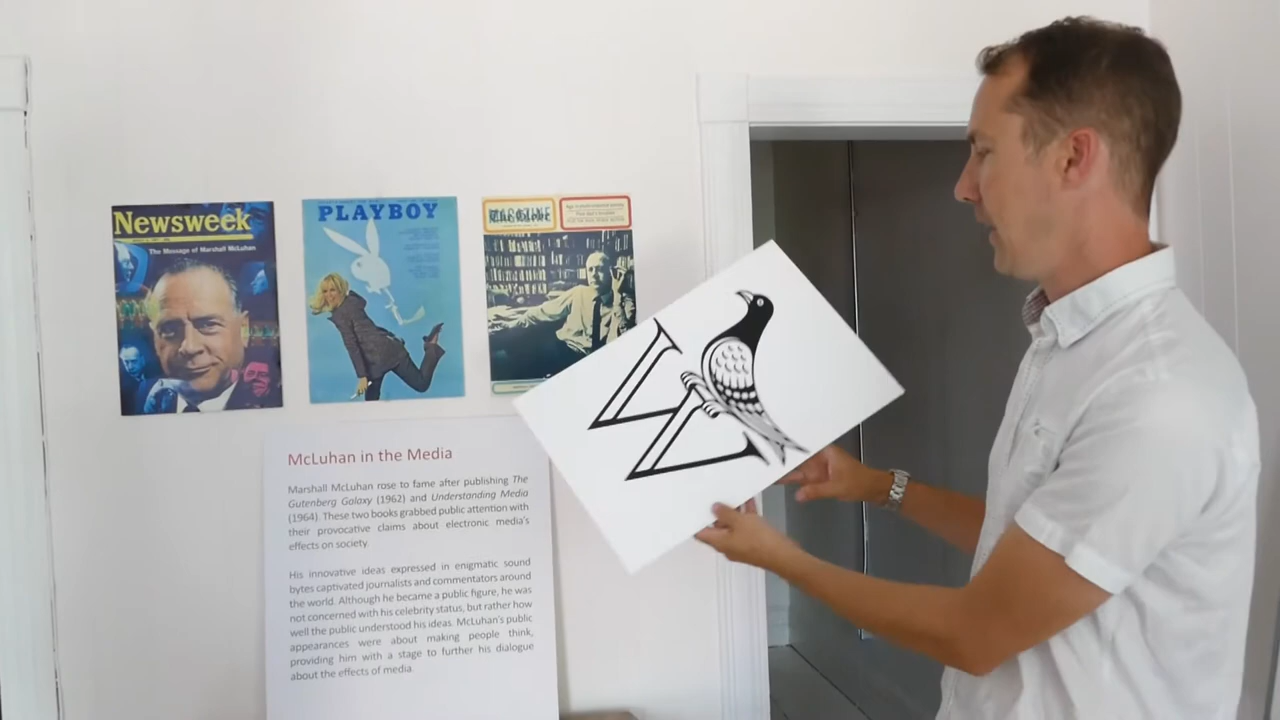 Newsweek
The Message of Marshall McLuhan
PLAYBOY
W
McLuhan in the Media
Marshall McLuhan rose to fame after publishing The
Gutenberg Galaxy (1962) and Understanding Media
(1964). These two books grabbed public attention with
their provocative claims about electronic media's
effects on society.
His innovative ideas expressed in enigmatic sound
bytes captivated journalists and commentators around
the world. Although he became a public figure, he was
not concerned with his celebrity status, but rather how
well the public understood his ideas. McLuhan's public
appearances were about making people think,
providing him with a stage to further his dialogue
about the effects of media.